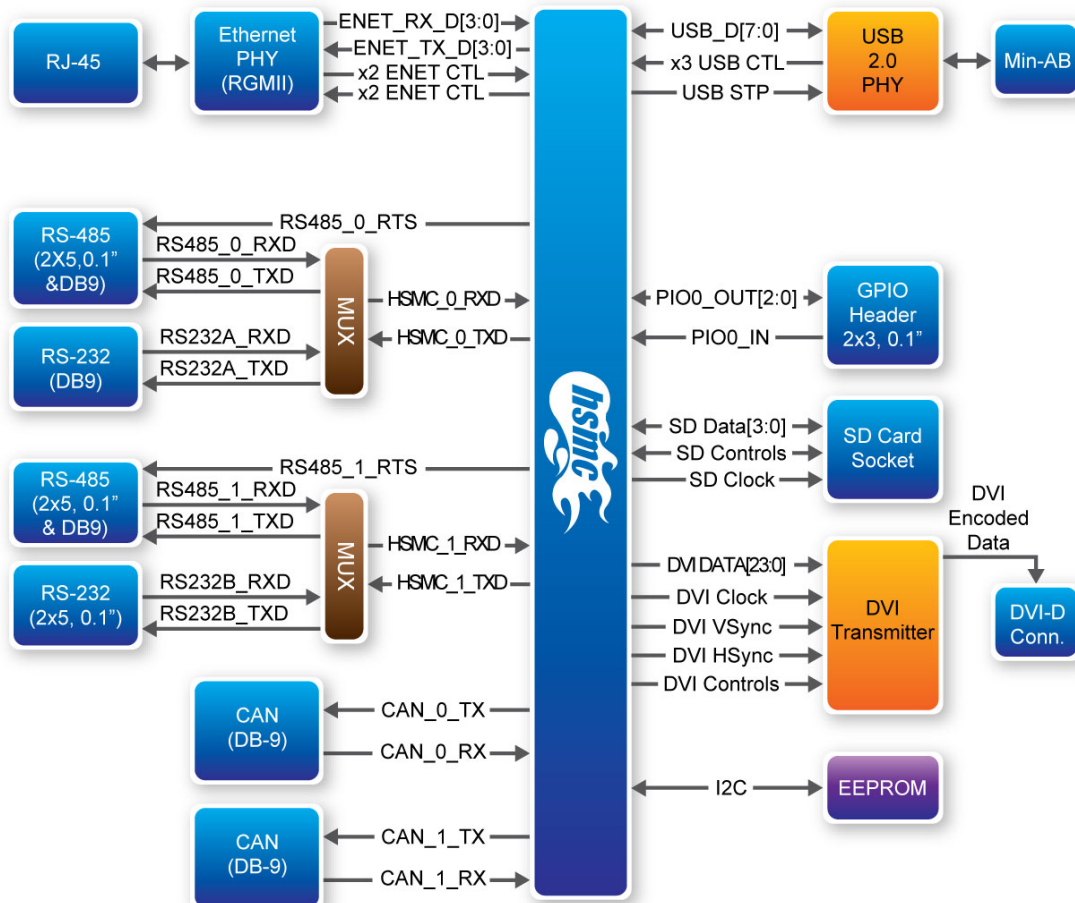 RJ-45
Ethernet
PHY
(RGMII)
ENET_RX_D[3:0]
ENET_TX_D[3:0]
x2 ENET CTL
x2 ENET CTL
USB_D[7:0]
x3 USB CTL
USB STP
USB
2.0
PHY
Min-AB
RS-485
(2X5,0.1”
&DB9)
RS485_0_RTS
RS485_0_RXD
RS485_0_TXD
RS-232
(DB9)
RS232A_RXD
RS232A_TXD
MUX
HSMC_0_RXD
HSMC_0_TXD
PIO0_OUT[2:0]
PIO0_IN
GPIO
Header
2x3, 0.1”
hsmc
SD Data[3:0]
SD Controls
SD Clock
SD Card
Socket
RS-485
(2x5, 0.1”
& DB9)
RS485_1_RTS
RS485_1_RXD
RS485_1_TXD
RS-232
(2x5, 0.1”)
RS232B_RXD
RS232B_TXD
MUX
HSMC_1_RXD
HSMC_1_TXD
DVI DATA[23:0]
DVI Clock
DVI VSync
DVI HSync
DVI Controls
DVI
Transmitter
DVI
Encoded
Data
DVI-D
Conn.
CAN
(DB-9)
CAN_0_TX
CAN_0_RX
I2C
EEPROM
CAN
(DB-9)
CAN_1_TX
CAN_1_RX